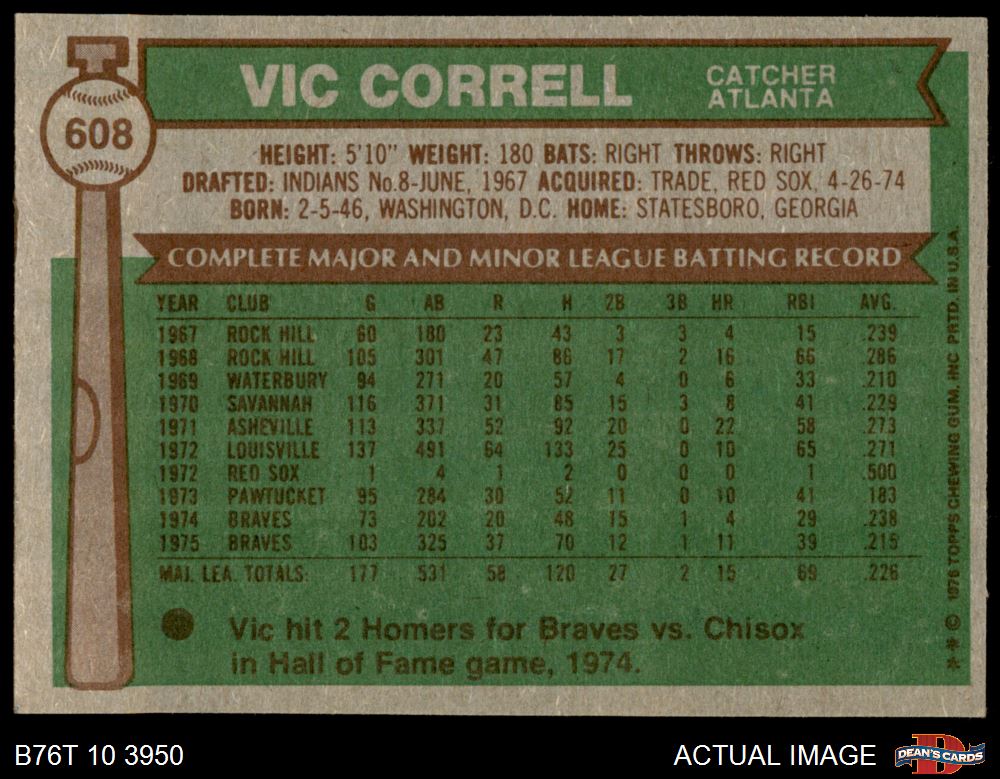 608
VIC CORRELL CATCHER
ATLANTA
HEIGHT: 5'10" WEIGHT: 180 BATS: RIGHT THROWS: RIGHT
DRAFTED: INDIANS No.8-JUNE, 1967 ACQUIRED: TRADE, RED SOX, 4-26-74
BORN: 2-5-46, WASHINGTON, D.C. HOME: STATESBORO, GEORGIA
COMPLETE MAJOR AND MINOR LEAGUE BATTING RECORD
YEAR CLUB G AB R H 2B 3B HR RBI AVG.
1967 ROCK HILL 60 180 23 43 3 3 4 15 .239
1968 ROCK HILL 105 301 47 86 17 2 16 66 .286
1969 WATERBURY 94 271 20 57 4 0 6 33 .210
1970 SAVANNAH 116 371 31 85 15 3 8 41 .229
1971 ASHEVILLE 113 337 52 92 20 0 22 58 .273
1972 LOUISVILLE 137 491 64 133 25 0 10 65 .271
1972 RED SOX 1 4 1 2 0 0 0 1 .500
1973 PAWTUCKET 95 284 30 52 11 0 10 41 .183
1974 BRAVES 73 202 20 48 15 1 4 29 .238
1975 BRAVES 103 325 37 70 12 1 11 39 .215
MAJ. LEA. TOTALS: 177 531 58 120 27 2 15 69 .226
Vic hit 2 Homers for Braves vs. Chisox
in Hall of Fame game, 1974.
** © 1976 TOPPS CHEWING GUM, INC PRTD. IN U.S.A.
B76T 10 3950 ACTUAL IMAGE
D
DEAN'S CARDS